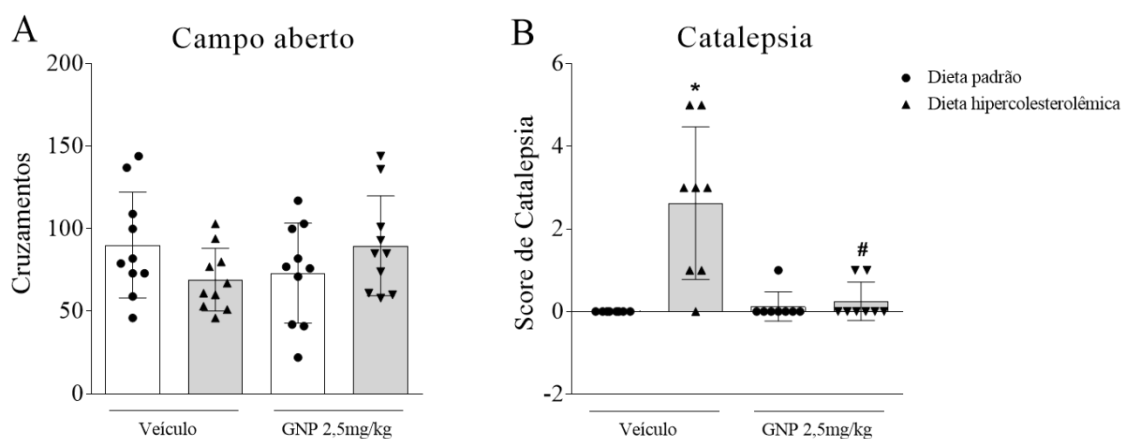 A
Campo aberto
Cruzamentos
200
150
100
50
0
Veículo
GNP 2,5mg/kg
B
Catalepsia
Score de Catalepsia
6
4
2
0
-2
*
#
Veículo
GNP 2,5mg/kg
Dieta padrão
Dieta hipercolesterolêmica